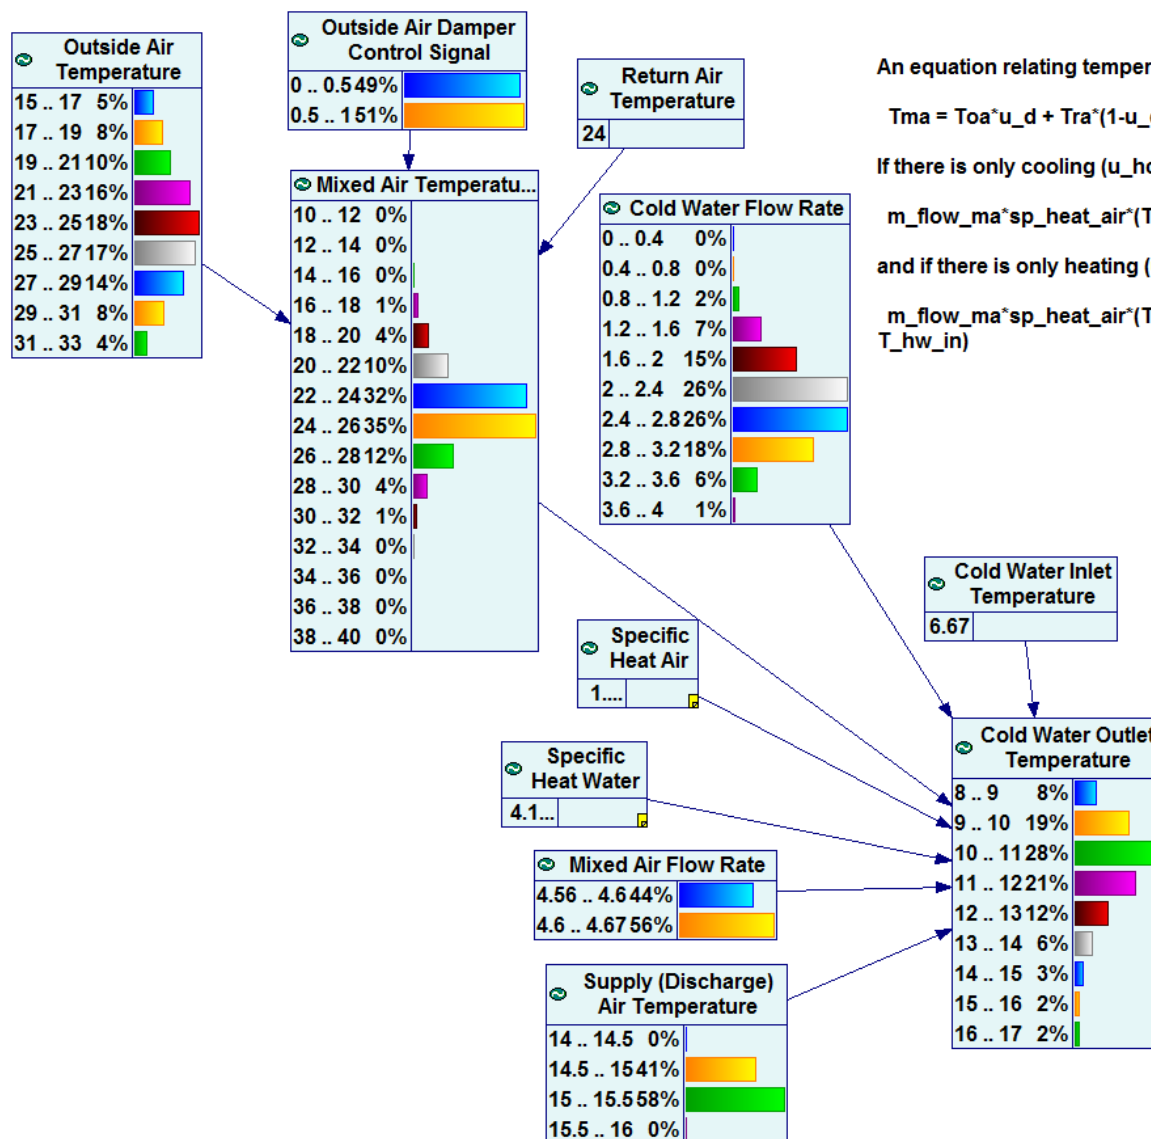 Outside Air
Temperature
15 .. 17 5%
17 .. 19 8%
19 .. 21 10%
21 .. 23 16%
23 .. 25 18%
25 .. 27 17%
27 .. 29 14%
29 .. 31 8%
31 .. 33 4%
Outside Air Damper
Control Signal
0 .. 0.5 49%
0.5 .. 1 51%
Return Air
Temperature
24
Mixed Air Temperatu...
10 .. 12 0%
12 .. 14 0%
14 .. 16 0%
16 .. 18 1%
18 .. 20 4%
20 .. 22 10%
22 .. 24 32%
24 .. 26 35%
26 .. 28 12%
28 .. 30 4%
30 .. 32 1%
32 .. 34 0%
34 .. 36 0%
36 .. 38 0%
38 .. 40 0%
Cold Water Flow Rate
0 .. 0.4 0%
0.4 .. 0.8 0%
0.8 .. 1.2 2%
1.2 .. 1.6 7%
1.6 .. 2 15%
2 .. 2.4 26%
2.4 .. 2.8 26%
2.8 .. 3.2 18%
3.2 .. 3.6 6%
3.6 .. 4 1%
An equation relating temper
Tma = Toa*u_d + Tra*(1-u_
If there is only cooling (u_h
m_flow_ma*sp_heat_air*(T
and if there is only heating (
m_flow_ma*sp_heat_air*(T
T_hw_in)
Cold Water Inlet
Temperature
6.67
Specific
Heat Air
1....
Specific
Heat Water
4.1...
Mixed Air Flow Rate
4.56 .. 4.6 44%
4.6 .. 4.67 56%
Supply (Discharge)
Air Temperature
14 .. 14.5 0%
14.5 .. 15 41%
15 .. 15.5 58%
15.5 .. 16 0%
Cold Water Outlet
Temperature
8 .. 9 8%
9 .. 10 19%
10 .. 11 28%
11 .. 12 21%
12 .. 13 12%
13 .. 14 6%
14 .. 15 3%
15 .. 16 2%
16 .. 17 2%